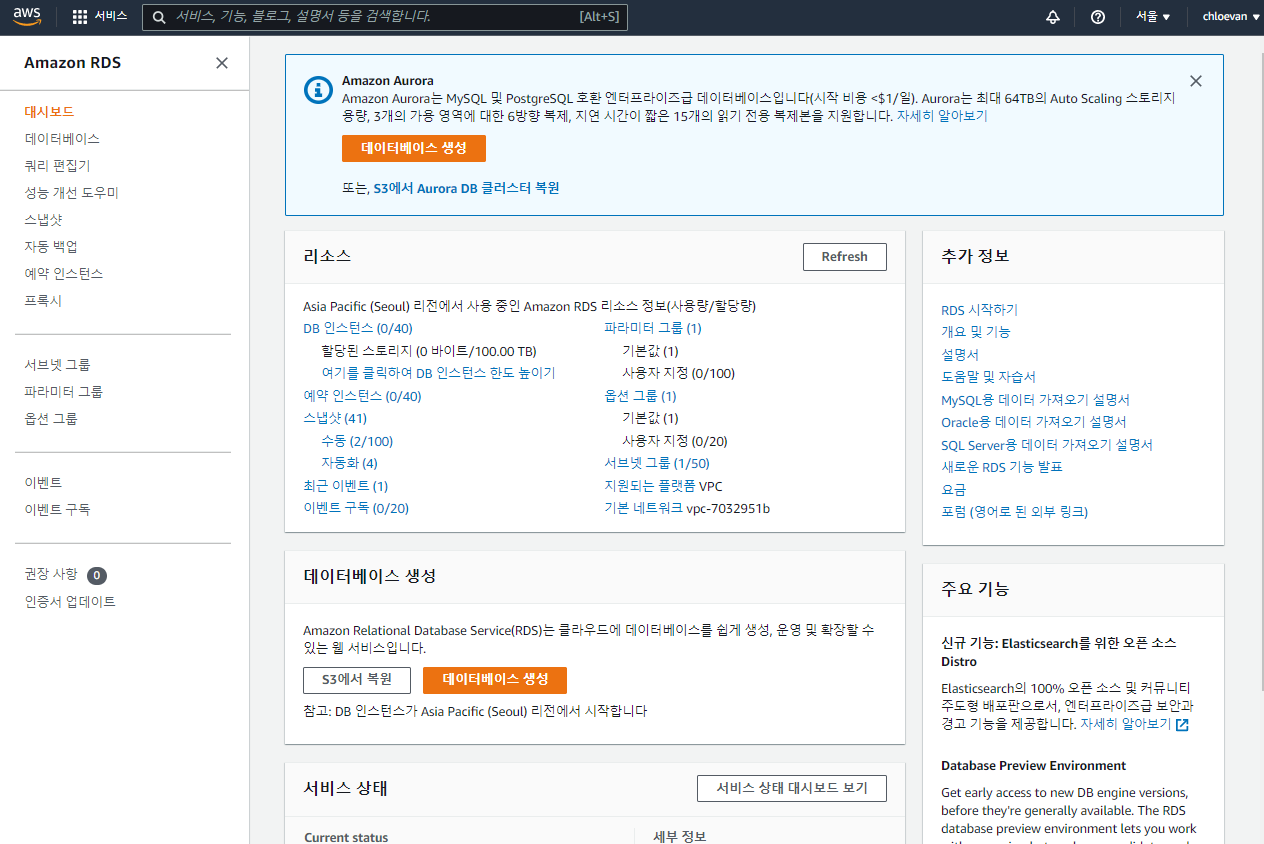 aws
서비스
서비스, 기능, 블로그, 설명서 등을 검색합니다.
[Alt+S]
서울 ▼
chloevan ▼
Amazon RDS
대시보드
데이터베이스
쿼리 편집기
성능 개선 도우미
스냅샷
자동 백업
예약 인스턴스
프록시
서브넷 그룹
파라미터 그룹
옵션 그룹
이벤트
이벤트 구독
권장 사항 0
인증서 업데이트
Amazon Aurora
Amazon Aurora는 MySQL 및 PostgreSQL 호환 엔터프라이즈급 데이터베이스입니다(시작 비용 <$1/일). Aurora는 최대 64TB의 Auto Scaling 스토리지
용량, 3개의 가용 영역에 대한 6방향 복제, 지연 시간이 짧은 15개의 읽기 전용 복제본을 지원합니다. 자세히 알아보기
데이터베이스 생성
또는, S3에서 Aurora DB 클러스터 복원
리소스
Refresh
Asia Pacific (Seoul) 리전에서 사용 중인 Amazon RDS 리소스 정보(사용량/할당량)
DB 인스턴스 (0/40)
할당된 스토리지 (0 바이트/100.00 TB)
여기를 클릭하여 DB 인스턴스 한도 높이기
예약 인스턴스 (0/40)
스냅샷 (41)
수동 (2/100)
자동화 (4)
최근 이벤트 (1)
이벤트 구독 (0/20)
파라미터 그룹 (1)
기본값 (1)
사용자 지정 (0/100)
옵션 그룹 (1)
기본값 (1)
사용자 지정 (0/20)
서브넷 그룹 (1/50)
지원되는 플랫폼 VPC
기본 네트워크 vpc-7032951b
데이터베이스 생성
Amazon Relational Database Service(RDS)는 클라우드에 데이터베이스를 쉽게 생성, 운영 및 확장할 수
있는 웹 서비스입니다.
S3에서 복원
데이터베이스 생성
참고: DB 인스턴스가 Asia Pacific (Seoul) 리전에서 시작합니다
서비스 상태
서비스 상태 대시보드 보기
Current status
세부 정보
추가 정보
RDS 시작하기
개요 및 기능
설명서
도움말 및 자습서
MySQL용 데이터 가져오기 설명서
Oracle용 데이터 가져오기 설명서
SQL Server용 데이터 가져오기 설명서
새로운 RDS 기능 발표
요금
포럼 (영어로 된 외부 링크)
주요 기능
신규 기능: Elasticsearch를 위한 오픈 소스
Distro
Elasticsearch의 100% 오픈 소스 및 커뮤니티
주도형 배포판으로서, 엔터프라이즈급 보안과
경고 기능을 제공합니다. 자세히 알아보기
Database Preview Environment
Get early access to new DB engine versions,
before they're generally available. The RDS
database preview environment lets you work